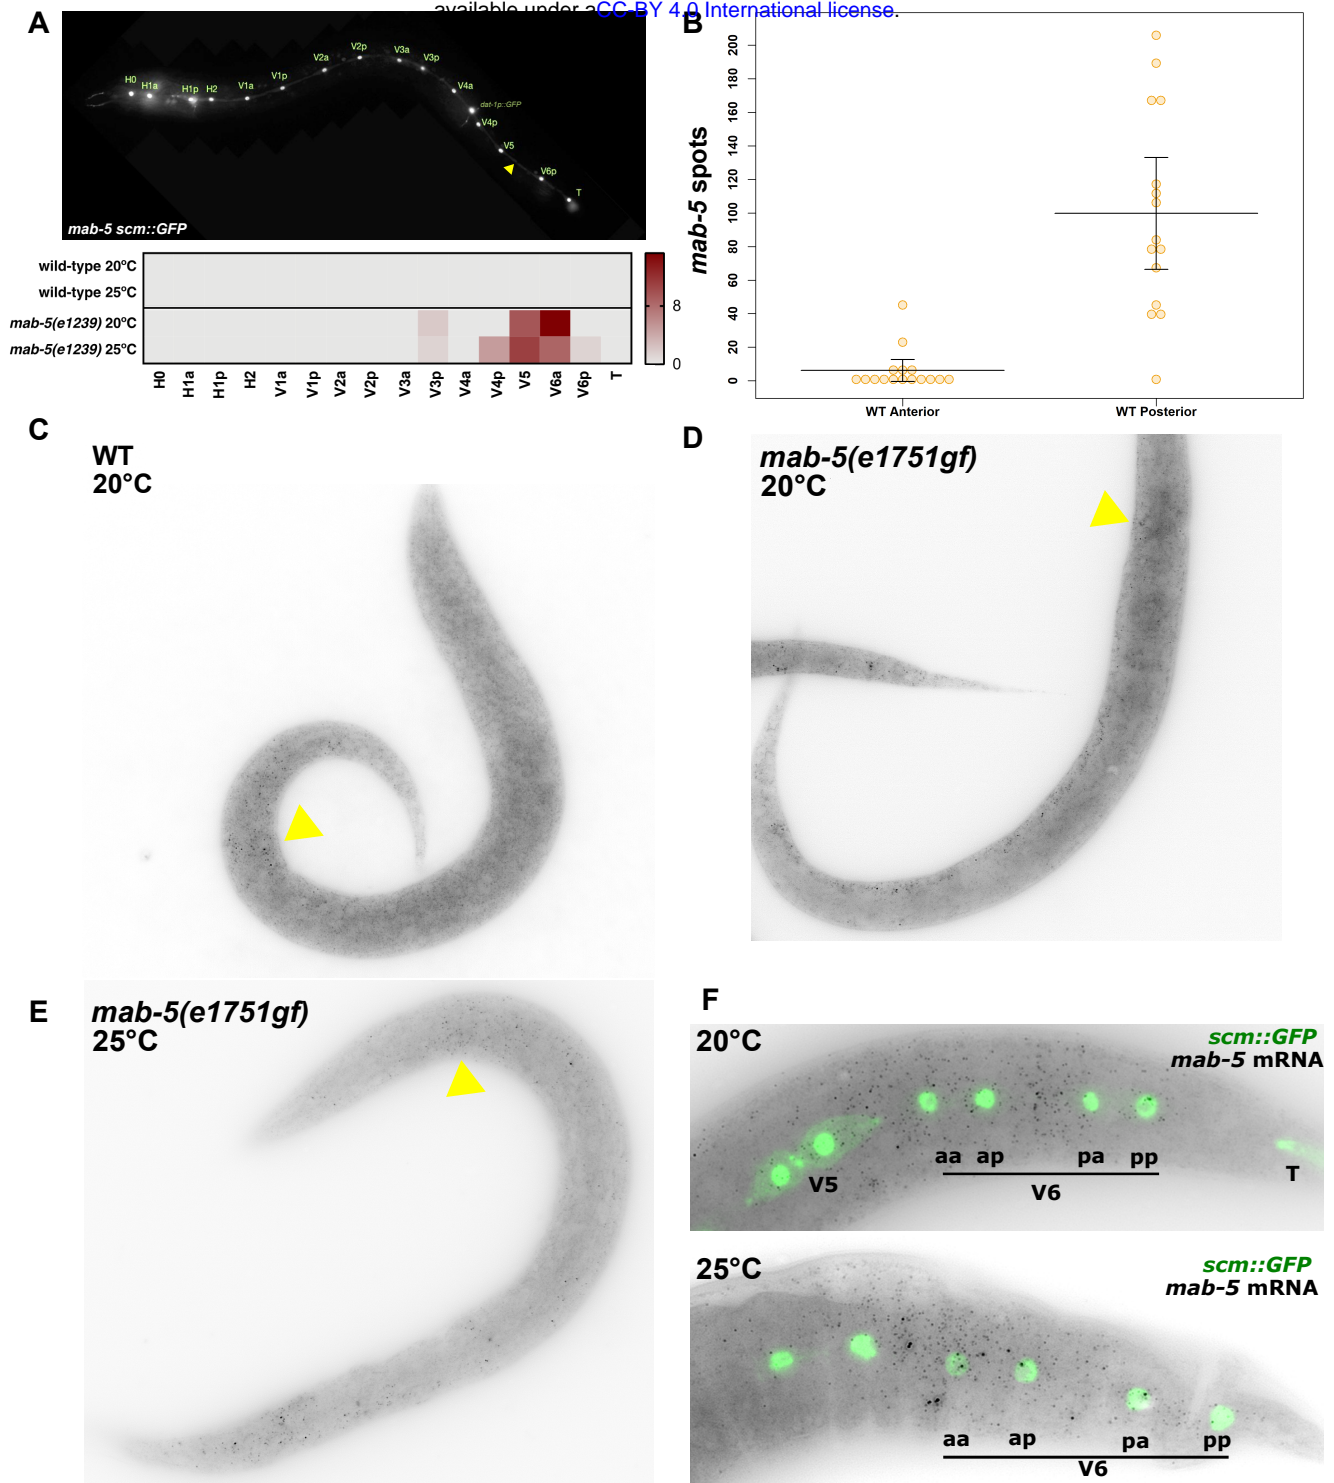 available under aCC-BY 4.0 International license.
A
H0
H1a
H1p
H2
V1a
V1p
V2a
V2p
V3a
V3p
V4a
dat-1p::GFP
V4p
V5
V6p
T
mab-5 scm::GFP
wild-type 20°C
wild-type 25°C
mab-5(e1239) 20°C
mab-5(e1239) 25°C
8
0
H0 H1a H1p H2 V1a V1p V2a V2p V3a V3p V4a V4p V5 V6a V6p T
B
mab-5 spots
200
180
160
140
120
100
80
60
40
20
0
WT Anterior WT Posterior
C
WT
20°C
D
mab-5(e1751gf)
20°C
E
mab-5(e1751gf)
25°C
F
20°C
scm::GFP
mab-5 mRNA
aa ap pa pp
V5
V6
T
25°C
scm::GFP
mab-5 mRNA
aa ap pa pp
V6